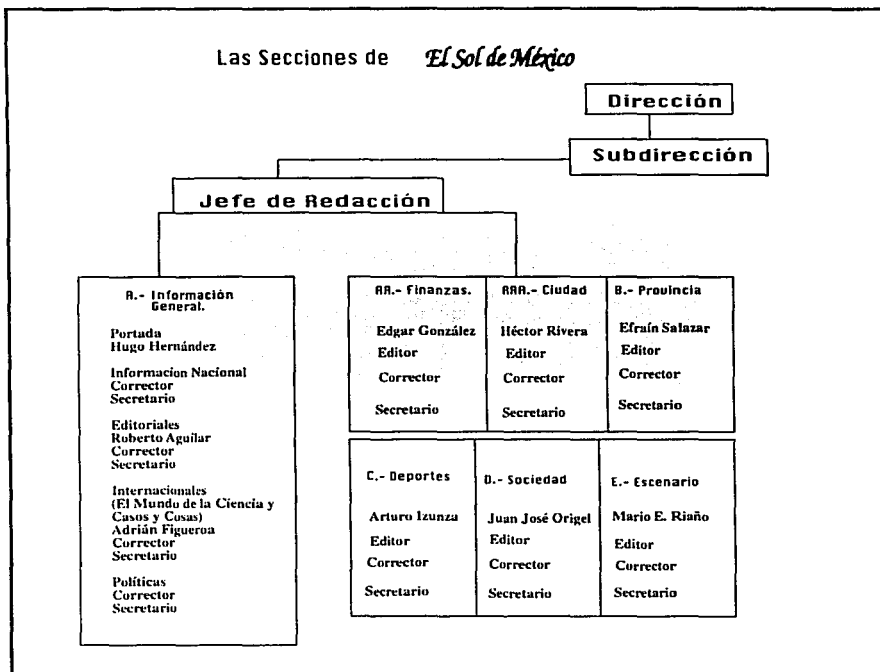 Las Secciones de El Sol de México
Dirección
Subdirección
Jefe de Redacción
A.- Información
General.
Portada
Hugo Hernández
Informacion Nacional
Corrector
Secretario
Editoriales
Roberto Aguilar
Corrector
Secretario
Internacionales
(El Mundo de la Ciencia y
Casos y Cosas)
Adrián Figueroa
Corrector
Secretario
Políticas
Corrector
Secretario
AA.- Finanzas.
Edgar González
Editor
Corrector
Secretario
AAA.- Ciudad
Héctor Rivera
Editor
Corrector
Secretario
B.- Provincia
Efraín Salazar
Editor
Corrector
Secretario
C.- Deportes
Arturo Izunza
Editor
Corrector
Secretario
D.- Sociedad
Juan José Origel
Editor
Corrector
Secretario
E.- Escenario
Mario E. Riaño
Editor
Corrector
Secretario